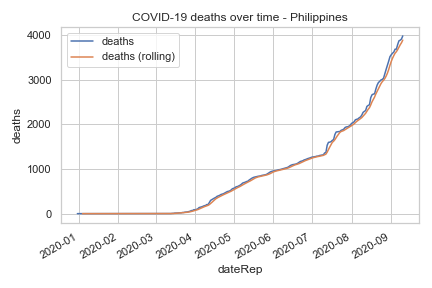 COVID-19 deaths over time - Philippines
deaths
deaths (rolling)
4000
3000
2000
1000
0
deaths
2020-01
2020-02
2020-03
2020-04
2020-05
2020-06
2020-07
2020-08
2020-09
dateRep